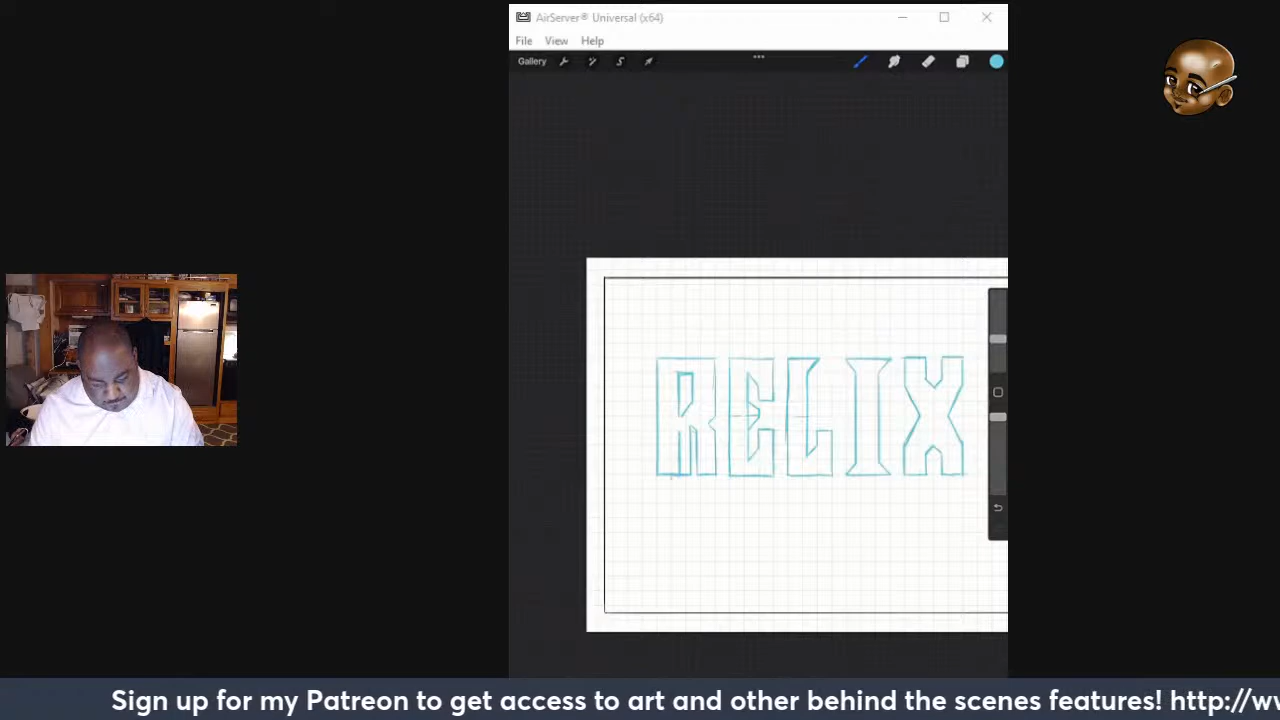 AirServer® Universal (x64)
File View Help
Gallery
RELIX
Sign up for my Patreon to get access to art and other behind the scenes features! http://w